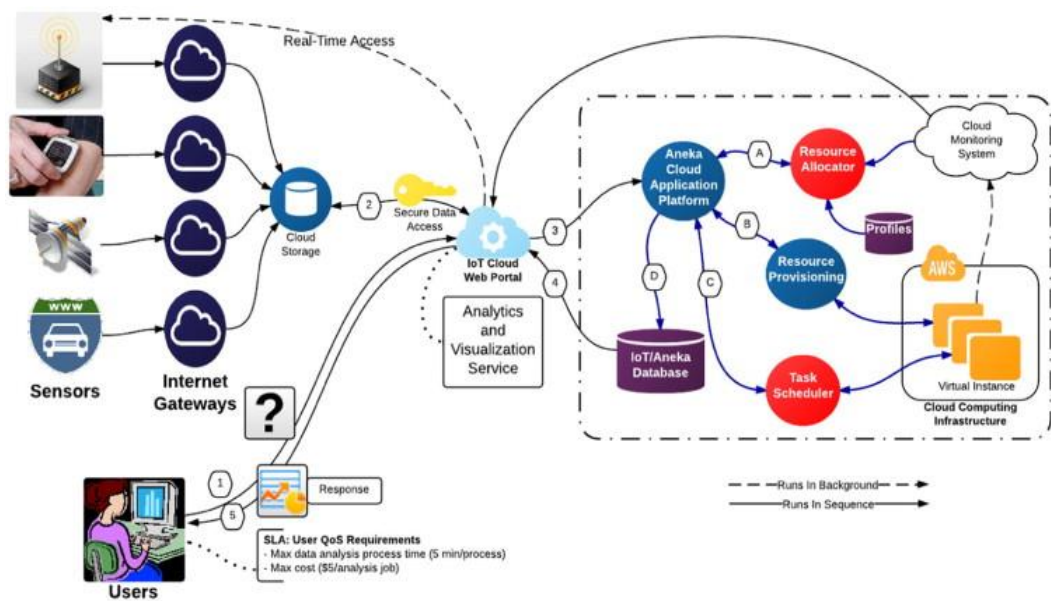 Real-Time Access
WWW
Sensors
Internet
Gateways
Cloud
Storage
2
Secure Data
Access
IoT Cloud
Web Portal
Analytics
and
Visualization
Service
3
4
Aneka
Cloud
Application
Platform
A
Resource
Allocator
Cloud
Monitoring
System
Profiles
B
Resource
Provisioning
C
D
IoT/Aneka
Database
Task
Scheduler
AWS
Virtual Instance
Cloud Computing
Infrastructure
?
1
5
Response
Users
SLA: User QoS Requirements
- Max data analysis process time (5 min/process)
- Max cost ($5/analysis job)
Runs In Background
Runs In Sequence